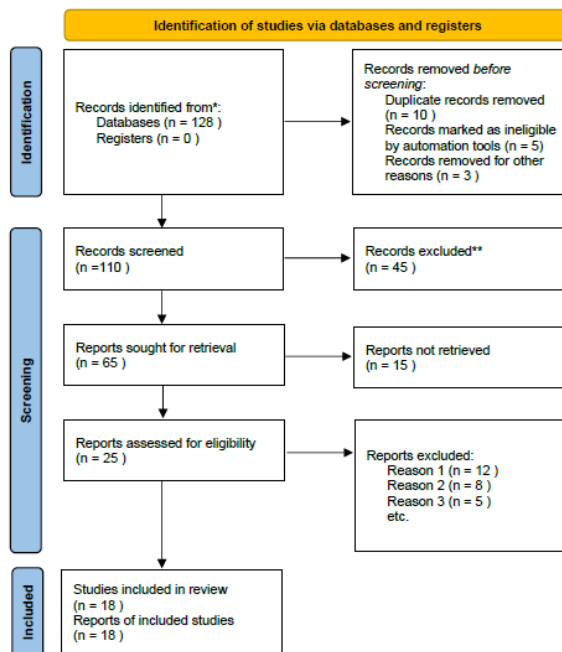 Identification of studies via databases and registers
Identification
Records identified from*:
Databases (n = 128 )
Registers (n = 0 )
Records removed before
screening:
Duplicate records removed
(n = 10 )
Records marked as ineligible
by automation tools (n = 5)
Records removed for other
reasons (n = 3 )
Screening
Records screened
(n =110 )
Records excluded**
(n = 45 )
Reports sought for retrieval
(n = 65 )
Reports not retrieved
(n = 15 )
Reports assessed for eligibility
(n = 25 )
Reports excluded:
Reason 1 (n = 12 )
Reason 2 (n = 8 )
Reason 3 (n = 5 )
etc.
Included
Studies included in review
(n = 18 )
Reports of included studies
(n = 18 )